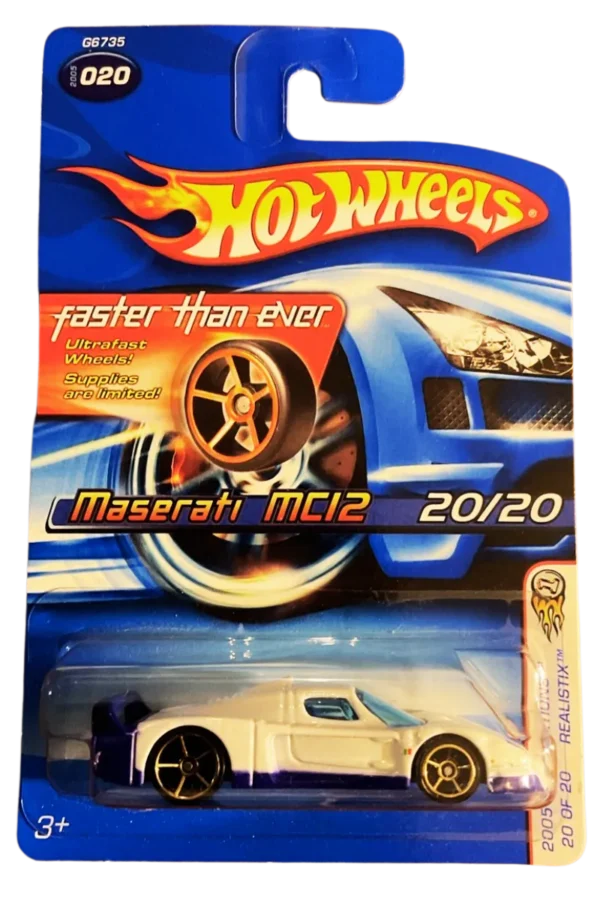 G6735
2005
020
HOT WHEELS®
faster than ever™
Ultrafast
Wheels!
Supplies
are limited!
Maserati MC12 20/20
3+
2005
20 OF 20 REALISTIX™